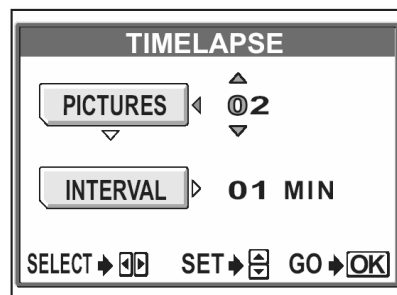 TIMELAPSE
PICTURES 02
INTERVAL 01 MIN
SELECT SET GO OK